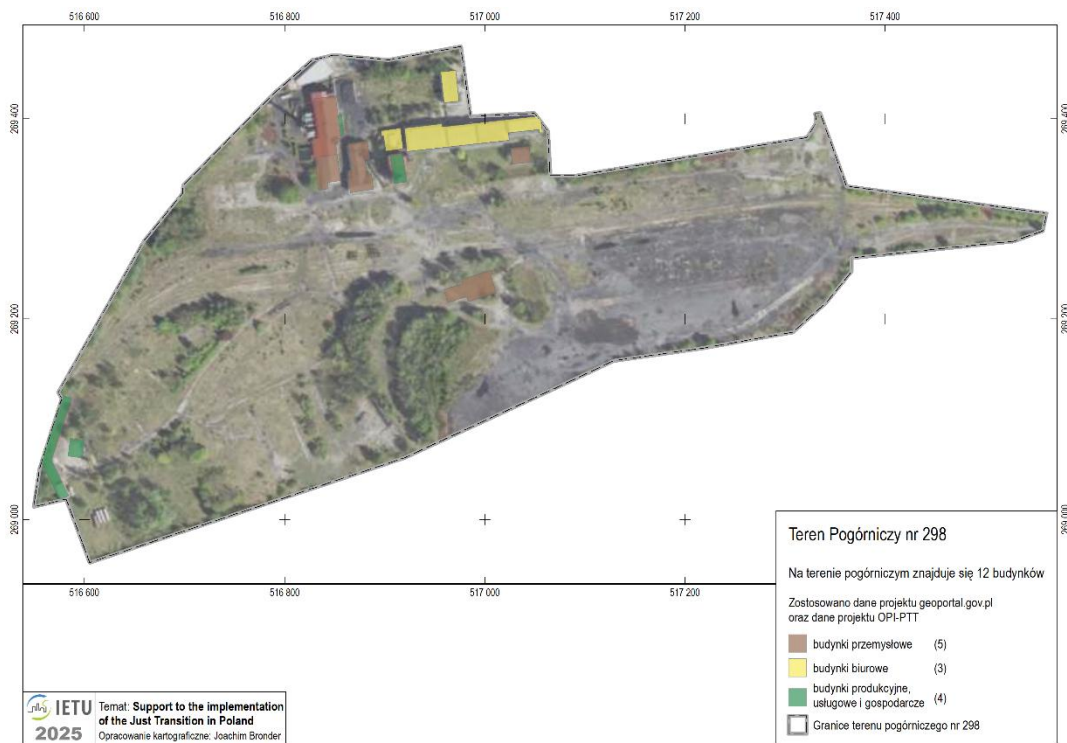 516 600
516 800
517 000
517 200
517 400
269 400
269 400
269 200
269 200
269 000
269 000
516 600
516 800
517 000
517 200
Teren Pogórniczy nr 298
Na terenie pogórniczym znajduje się 12 budynków
Zostosowano dane projektu geoportal.gov.pl
oraz dane projektu OPI-PTT
budynki przemysłowe (5)
budynki biurowe (3)
budynki produkcyjne,
usługowe i gospodarcze (4)
Granice terenu pogórniczego nr 298
IETU
2025
Temat: Support to the implementation
of the Just Transition in Poland
Opracowanie kartograficzne: Joachim Bronder